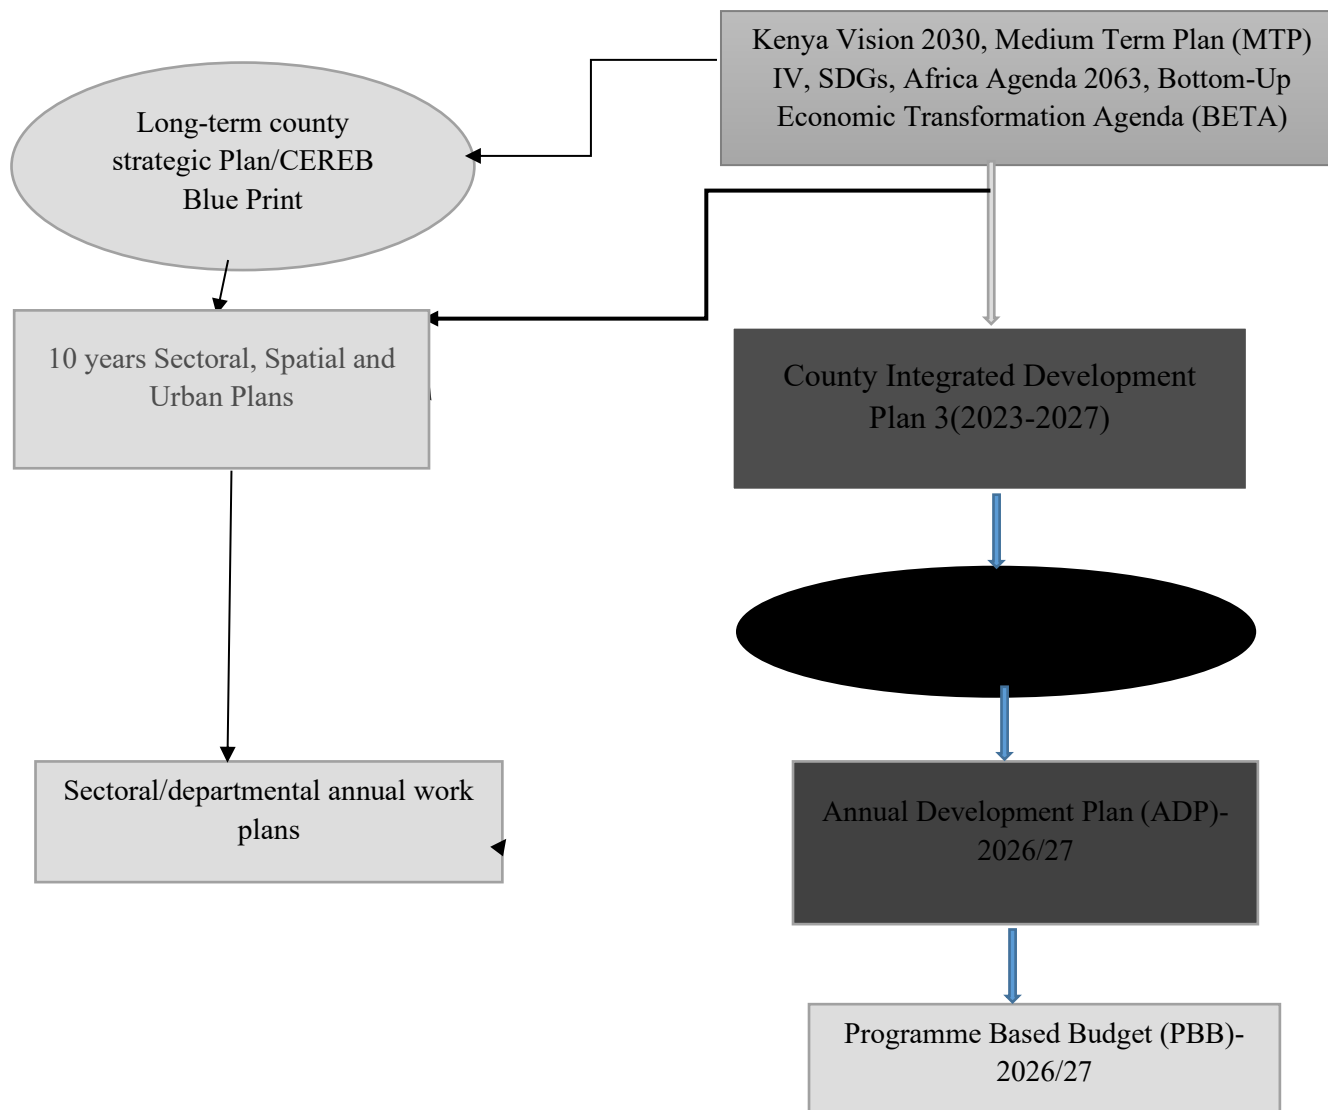 Kenya Vision 2030, Medium Term Plan (MTP)
IV, SDGs, Africa Agenda 2063, Bottom-Up
Economic Transformation Agenda (BETA)
Long-term county
strategic Plan/CEREB
Blue Print
10 years Sectoral, Spatial and
Urban Plans
County Integrated Development
Plan 3(2023-2027)
Sectoral/departmental annual work
plans
Annual Development Plan (ADP)-
2026/27
Programme Based Budget (PBB)-
2026/27